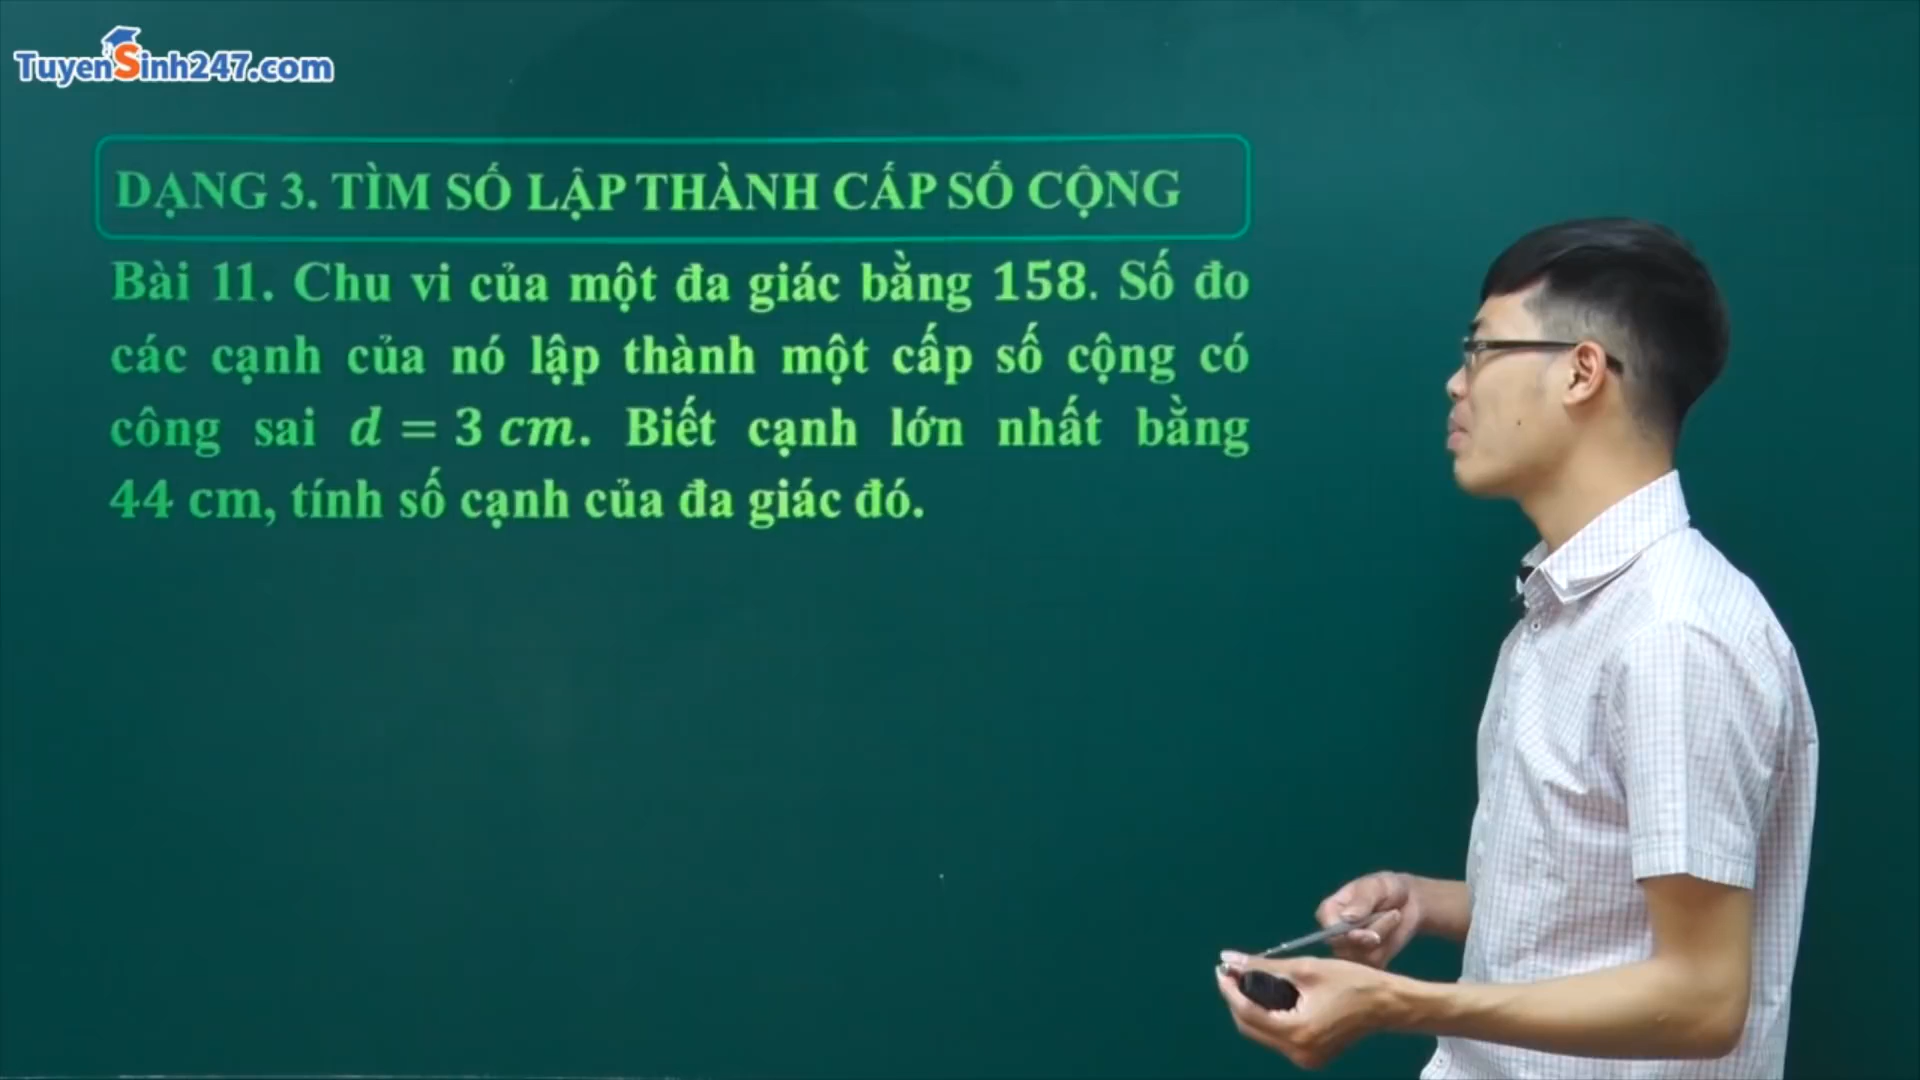 TuyenSinh247.com
DẠNG 3. TÌM SỐ LẬP THÀNH CẤP SỐ CỘNG
Bài 11. Chu vi của một đa giác bằng 158. Số đo
các cạnh của nó lập thành một cấp số cộng có
công sai d = 3 cm. Biết cạnh lớn nhất bằng
44 cm, tính số cạnh của đa giác đó.